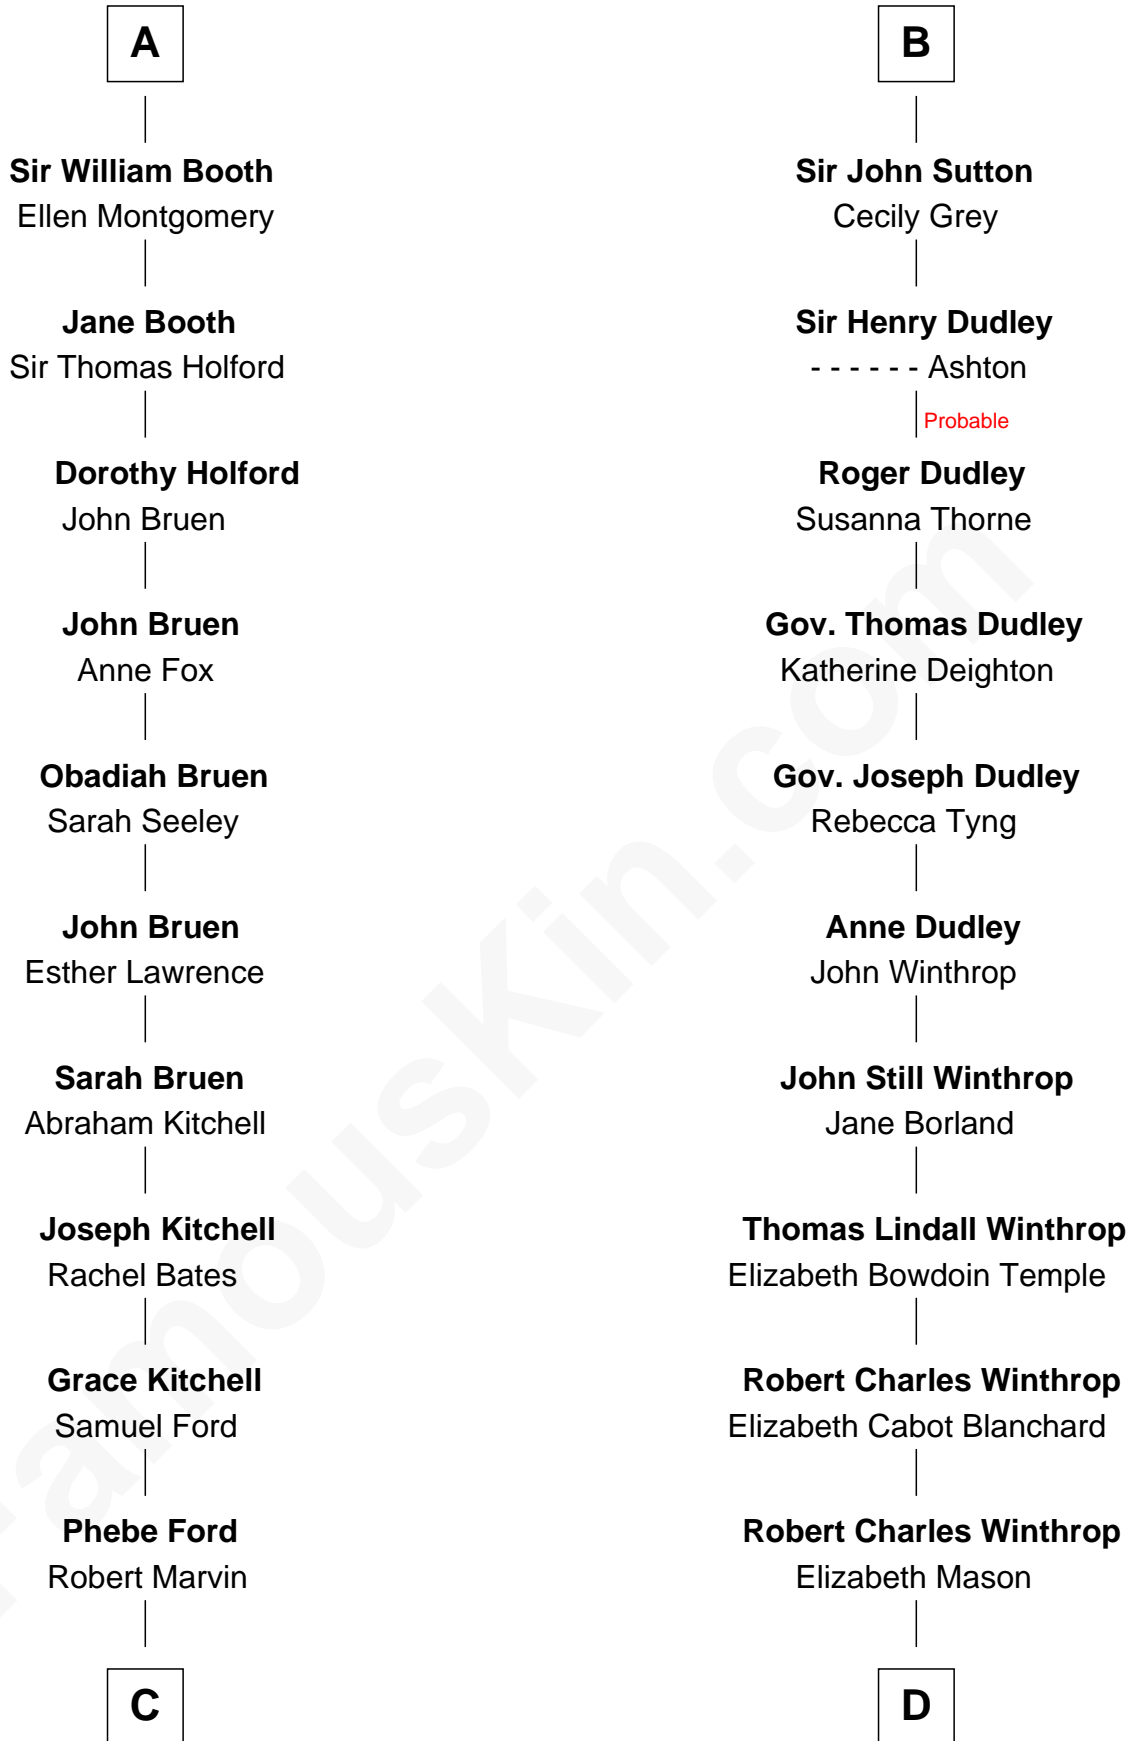 A
Sir William Booth
Ellen Montgomery
Jane Booth
Sir Thomas Holford
Dorothy Holford
John Bruen
John Bruen
Anne Fox
Obadiah Bruen
Sarah Seeley
John Bruen
Esther Lawrence
Sarah Bruen
Abraham Kitchell
Joseph Kitchell
Rachel Bates
Grace Kitchell
Samuel Ford
Phebe Ford
Robert Marvin
C
B
Sir John Sutton
Cecily Grey
Sir Henry Dudley
- - - - - - Ashton
Probable
Roger Dudley
Susanna Thorne
Gov. Thomas Dudley
Katherine Deighton
Gov. Joseph Dudley
Rebecca Tyng
Anne Dudley
John Winthrop
John Still Winthrop
Jane Borland
Thomas Lindall Winthrop
Elizabeth Bowdoin Temple
Robert Charles Winthrop
Elizabeth Cabot Blanchard
Robert Charles Winthrop
Elizabeth Mason
D
FamousKin.com